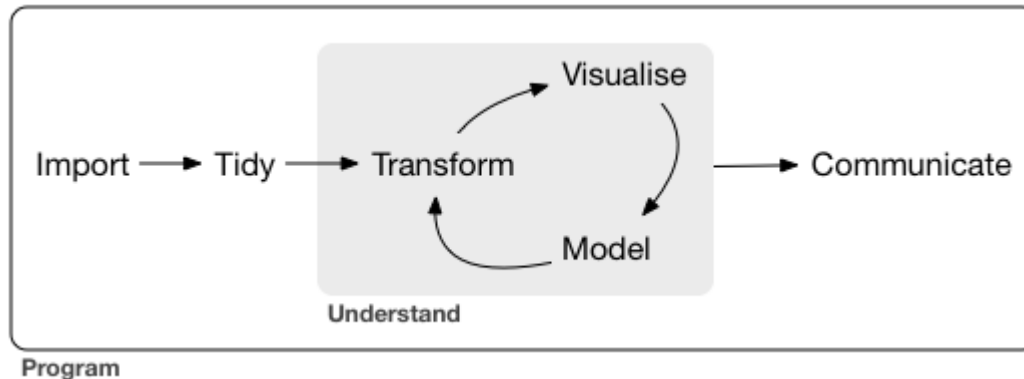 Visualise
Import
Tidy
Transform
Communicate
Model
Understand
Program